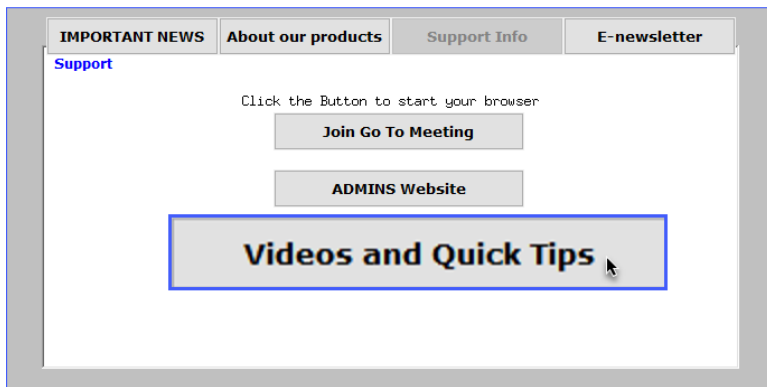 IMPORTANT NEWS About our products Support Info E-newsletter
Support
Click the Button to start your browser
Join Go To Meeting
ADMINS Website
Videos and Quick Tips